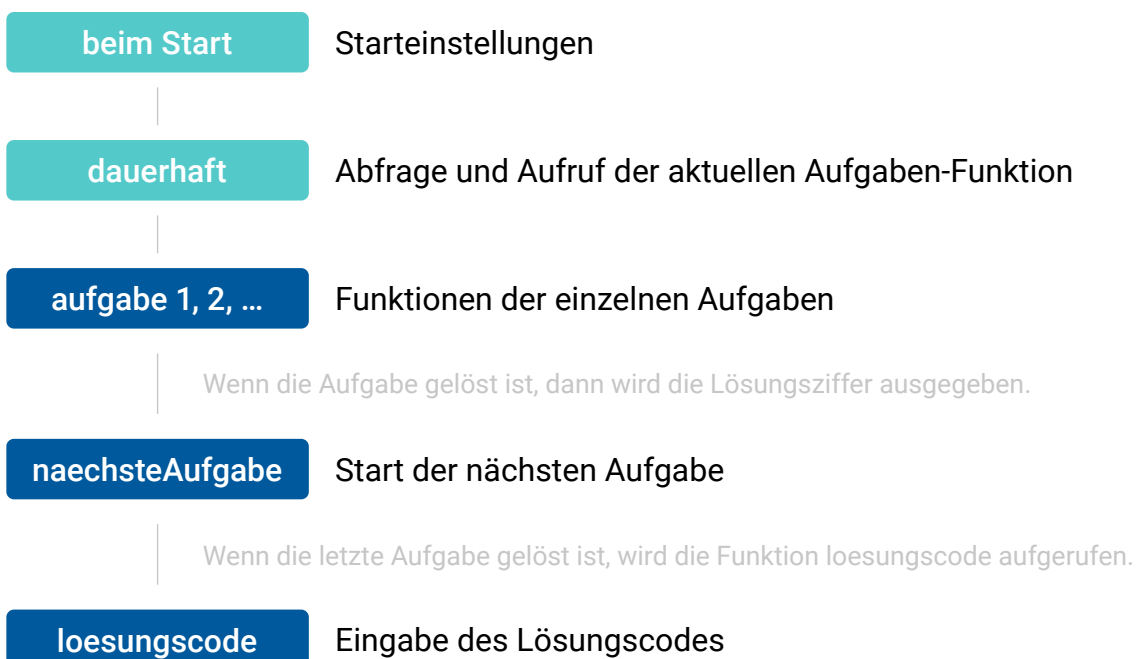 beim Start Starteinstellungen
dauerhaft Abfrage und Aufruf der aktuellen Aufgaben-Funktion
aufgabe 1, 2, … Funktionen der einzelnen Aufgaben
Wenn die Aufgabe gelöst ist, dann wird die Lösungsziffer ausgegeben.
naechsteAufgabe Start der nächsten Aufgabe
Wenn die letzte Aufgabe gelöst ist, wird die Funktion loesungscode aufgerufen.
loesungscode Eingabe des Lösungscodes